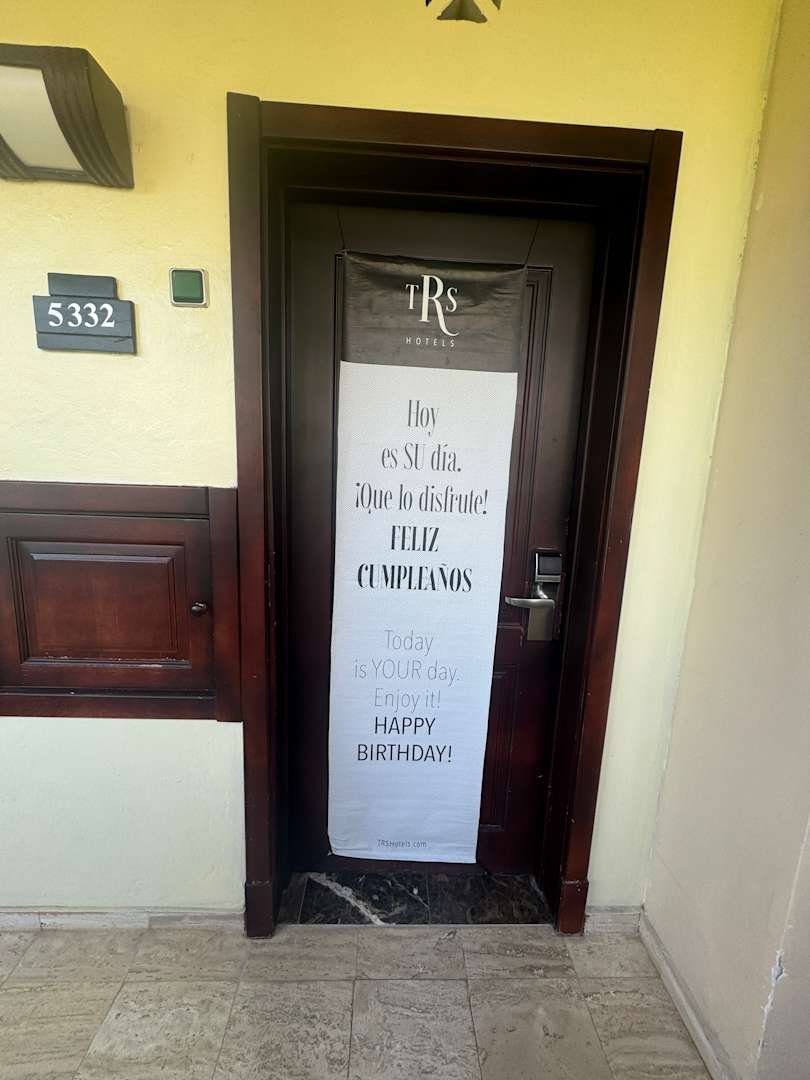 5332
TRS
HOTELS
Hoy
es SU día.
¡Que lo disfrute!
FELIZ
CUMPLEAÑOS
Today
is YOUR day.
Enjoy it!
HAPPY
BIRTHDAY!
TRSHotels.com